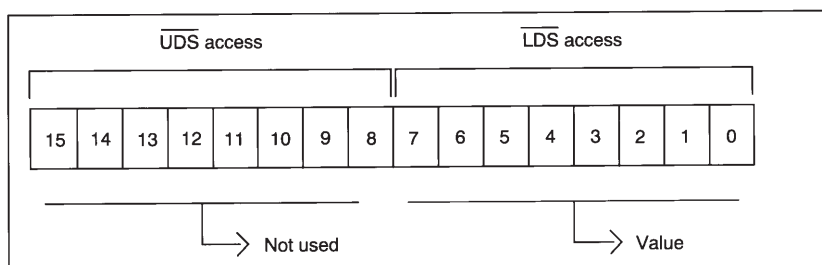 UDS access LDS access
15 14 13 12 11 10 9 8 7 6 5 4 3 2 1 0
Not used Value